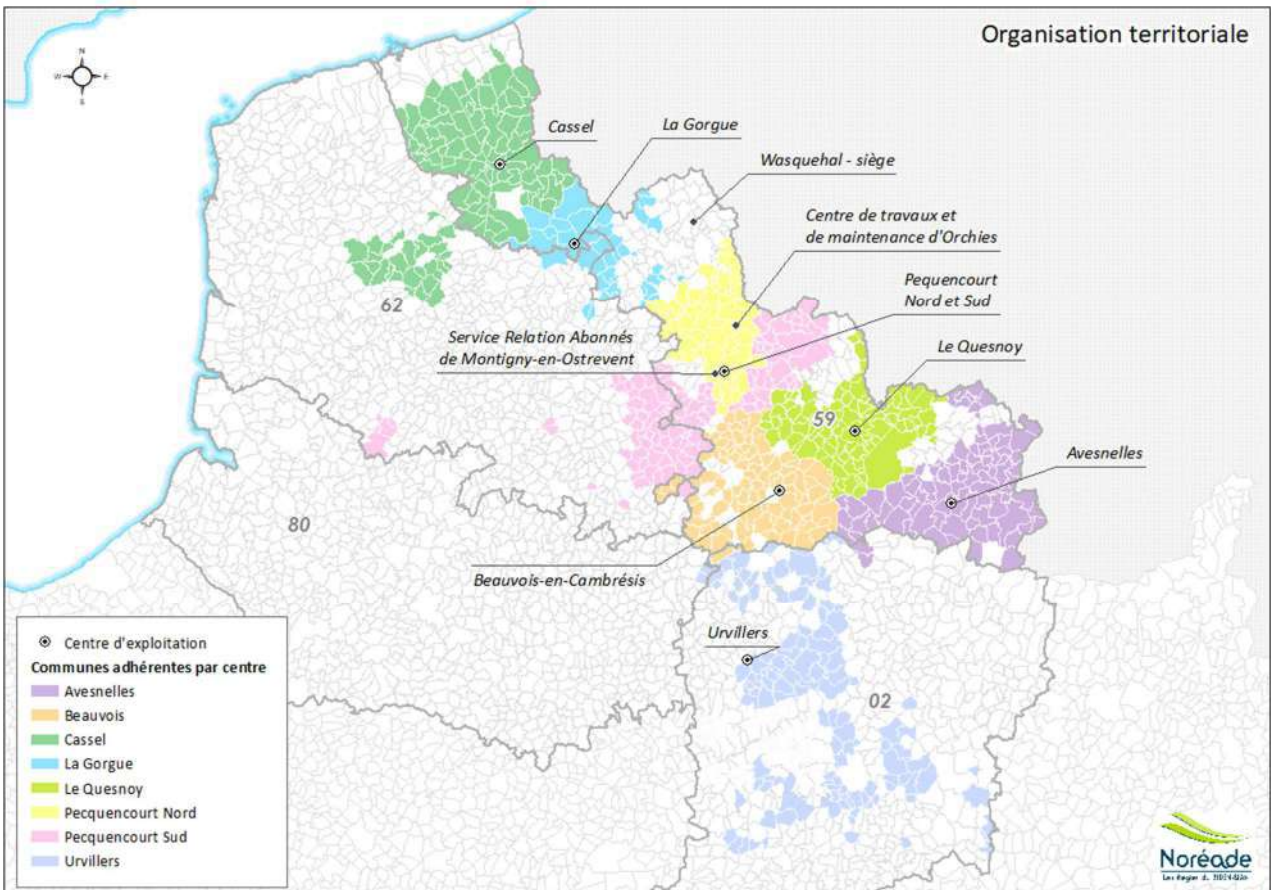 Organisation territoriale
N
W
E
S
Cassel
La Gorgue
Wasquehal - siège
Centre de travaux et
de maintenance d'Orchies
Pequencourt
Nord et Sud
Service Relation Abonnés
de Montigny-en-Ostrevent
Le Quesnoy
Avesnelles
Beauvois-en-Cambrésis
Urvillers
62
59
80
02
Centre d'exploitation
Communes adhérentes par centre
Avesnelles
Beauvois
Cassel
La Gorgue
Le Quesnoy
Pecquencourt Nord
Pecquencourt Sud
Urvillers
Noréade